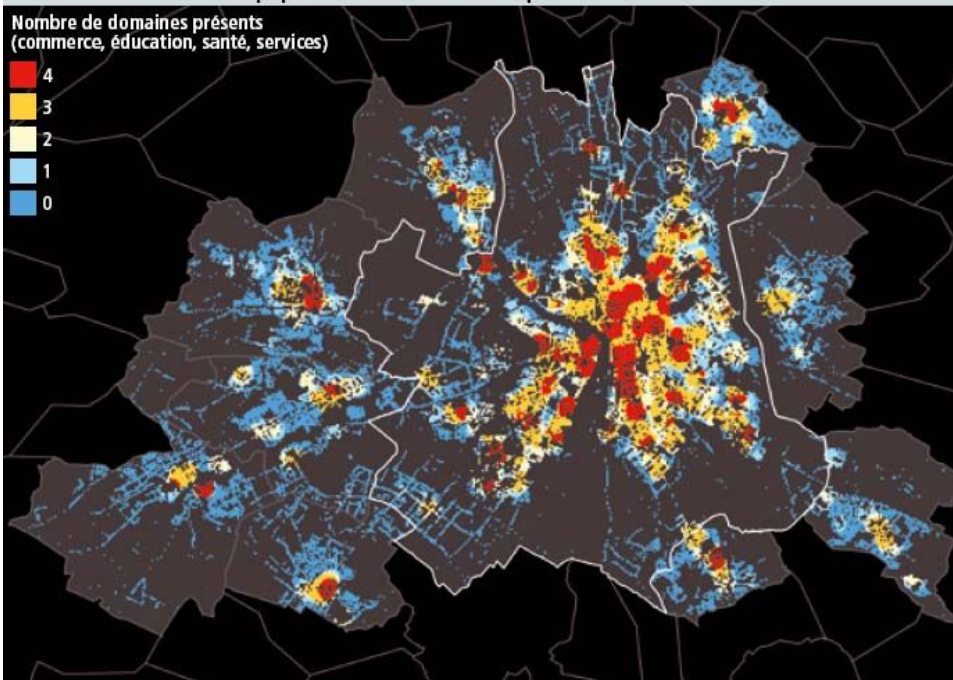 Nombre de domaines présents
(commerce, éducation, santé, services)
4
3
2
1
0